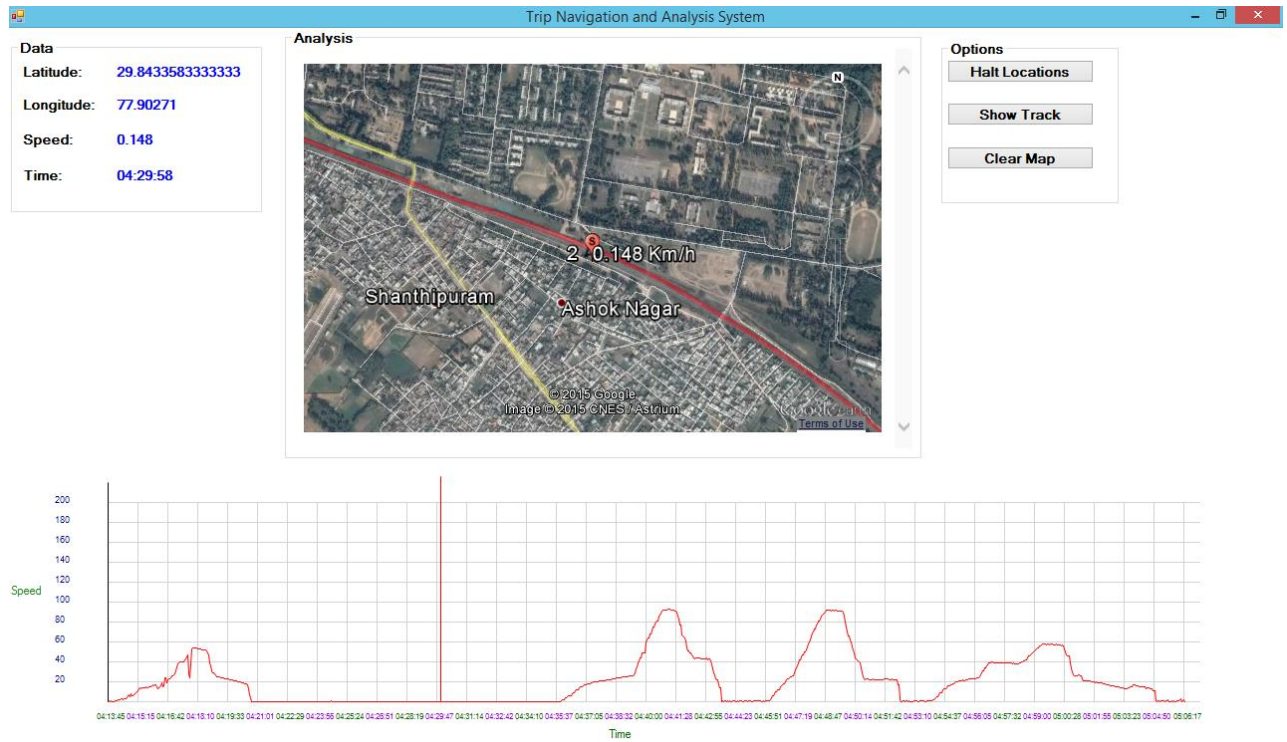 Trip Navigation and Analysis System
Data
Latitude: 29.8433583333333
Longitude: 77.90271
Speed: 0.148
Time: 04:29:58
Analysis
N
S
2 0.148 Km/h
Shanthipuram
Ashok Nagar
© 2015 Google
Image © 2015 CNES / Astrium
Google earth
Terms of Use
Options
Halt Locations
Show Track
Clear Map
200
180
160
140
120
100
80
60
40
20
Speed
04:13:45 04:15:15 04:16:42 04:18:10 04:19:33 04:21:01 04:22:29 04:23:56 04:25:24 04:26:51 04:28:19 04:29:47 04:31:14 04:32:42 04:34:10 04:35:37 04:37:05 04:38:32 04:40:00 04:41:28 04:42:55 04:44:23 04:45:51 04:47:19 04:48:47 04:50:14 04:51:42 04:53:10 04:54:37 04:56:05 04:57:32 04:59:00 05:00:28 05:01:55 05:03:23 05:04:50 05:06:17
Time